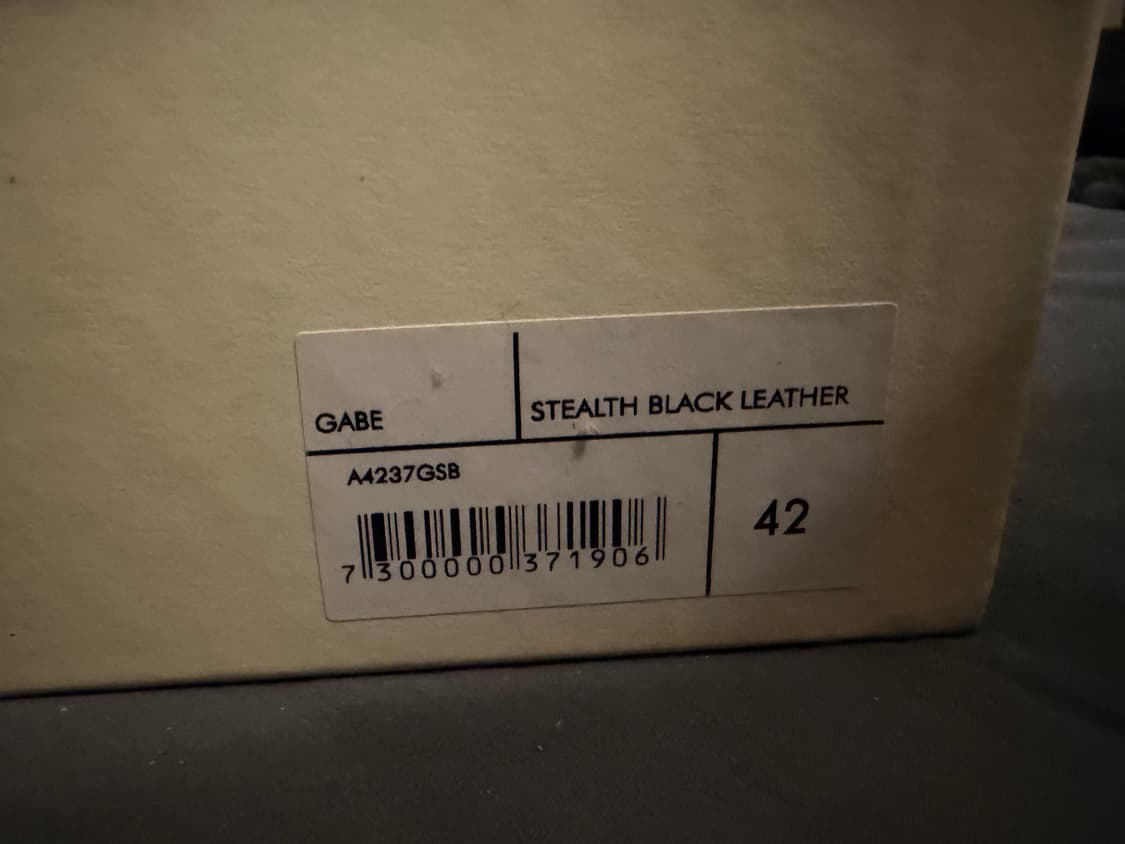 GABE
STEALTH BLACK LEATHER
A4237GSB
42
7 300000 371906